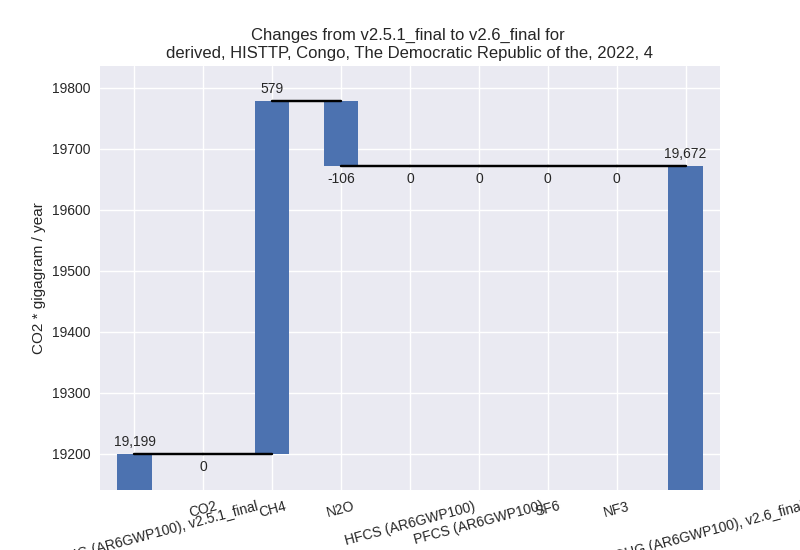 Changes from v2.5.1_final to v2.6_final for
derived, HISTTP, Congo, The Democratic Republic of the, 2022, 4
CO2 * gigagram / year
19800
19700
19600
19500
19400
19300
19200
19,199
0
579
-106
0
0
0
0
19,672
(AR6GWP100), v2.5.1_final
CO2
CH4
N2O
HFCS (AR6GWP100)
PFCS (AR6GWP100)
SF6
NF3
(AR6GWP100), v2.6_final